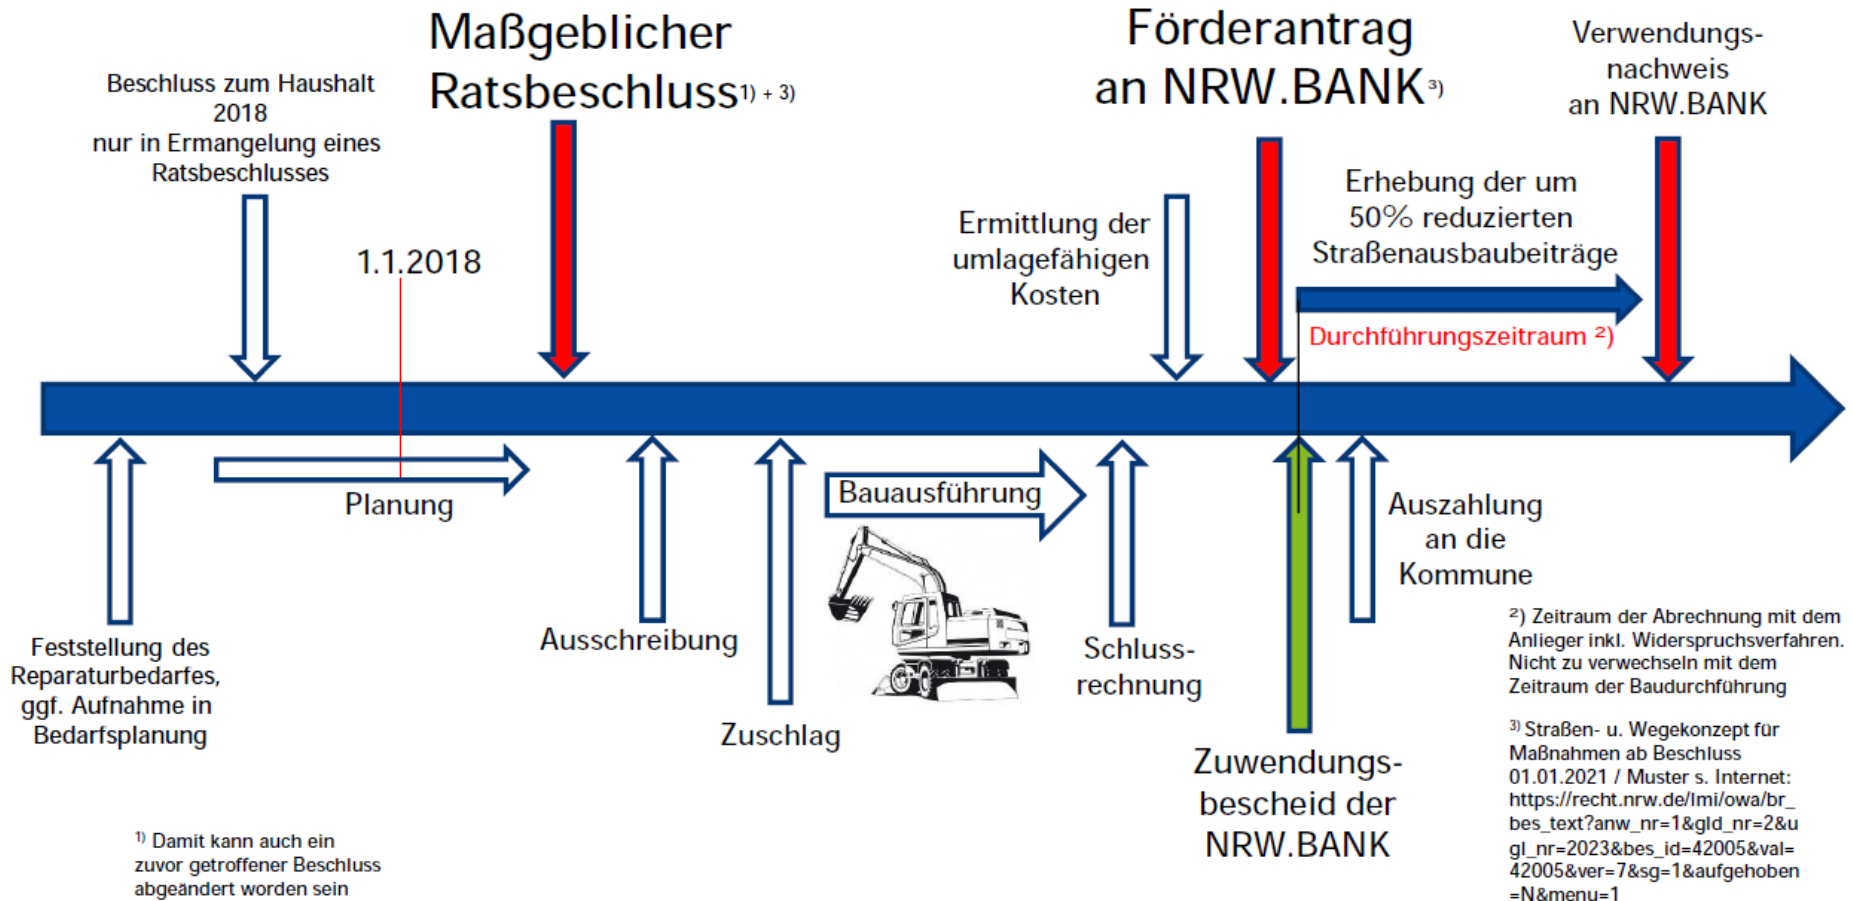 Maßgeblicher
Ratsbeschluss1) + 3)
Förderantrag
an NRW.BANK 3)
Verwendungs-
nachweis
an NRW.BANK
Beschluss zum Haushalt
2018
nur in Ermangelung eines
Ratsbeschlusses
1.1.2018
Ermittlung der
umlagefähigen
Kosten
Erhebung der um
50% reduzierten
Straßenausbaubeiträge
Durchführungszeitraum 2)
Planung
Bauausführung
Feststellung des
Reparaturbedarfes,
ggf. Aufnahme in
Bedarfsplanung
Ausschreibung
Zuschlag
Schluss-
rechnung
Zuwendungs-
bescheid der
NRW.BANK
Auszahlung
an die
Kommune
1) Damit kann auch ein
zuvor getroffener Beschluss
abgeändert worden sein
2) Zeitraum der Abrechnung mit dem
Anlieger inkl. Widerspruchsverfahren.
Nicht zu verwechseln mit dem
Zeitraum der Baudurchführung
3) Straßen- u. Wegekonzept für
Maßnahmen ab Beschluss
01.01.2021 / Muster s. Internet:
https://recht.nrw.de/lmi/owa/br_
bes_text?anw_nr=1&gld_nr=2&u
gl_nr=2023&bes_id=42005&val=
42005&ver=7&sg=1&aufgehoben
=N&menu=1